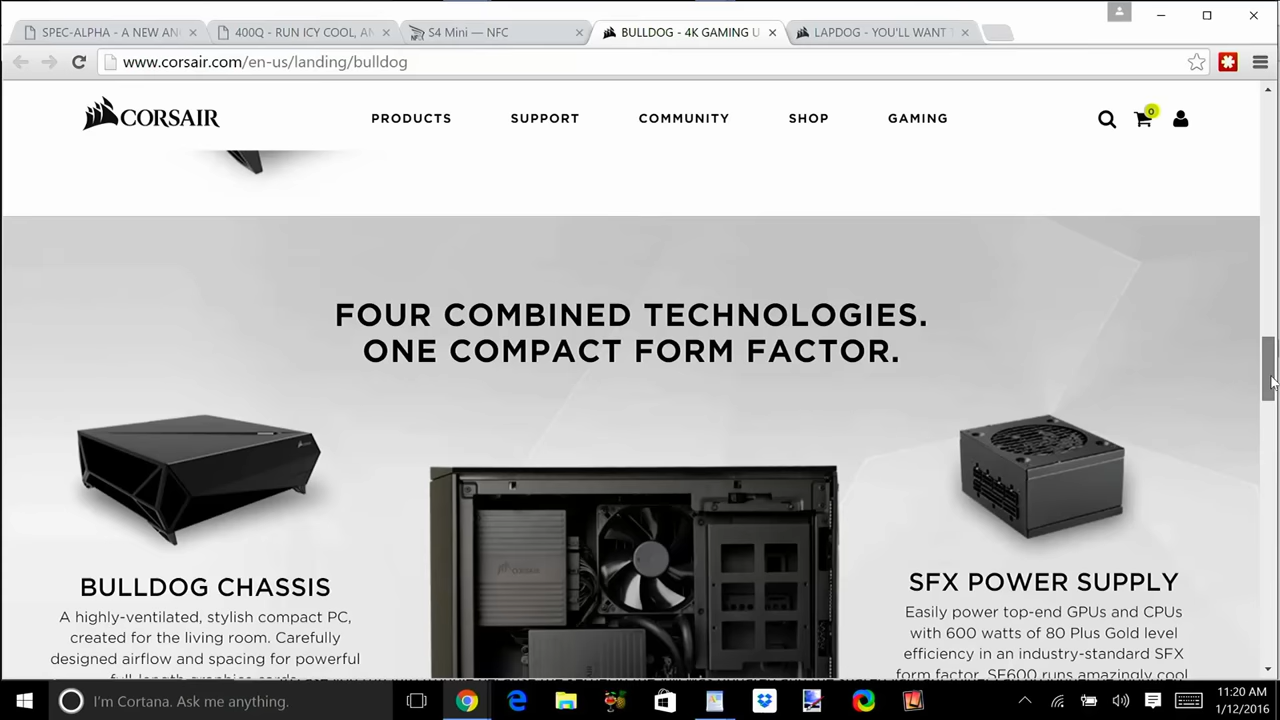 SPEC-ALPHA - A NEW AN
400Q - RUN ICY COOL, AN
S4 Mini — NFC
BULLDOG - 4K GAMING U
LAPDOG - YOU'LL WANT T
www.corsair.com/en-us/landing/bulldog
CORSAIR
PRODUCTS
SUPPORT
COMMUNITY
SHOP
GAMING
0
FOUR COMBINED TECHNOLOGIES.
ONE COMPACT FORM FACTOR.
BULLDOG CHASSIS
A highly-ventilated, stylish compact PC,
created for the living room. Carefully
designed airflow and spacing for powerful
full-length graphics cards.
SFX POWER SUPPLY
Easily power top-end GPUs and CPUs
with 600 watts of 80 Plus Gold level
efficiency in an industry-standard SFX
form factor. SF600 runs amazingly cool
I'm Cortana. Ask me anything.
11:20 AM
1/12/2016